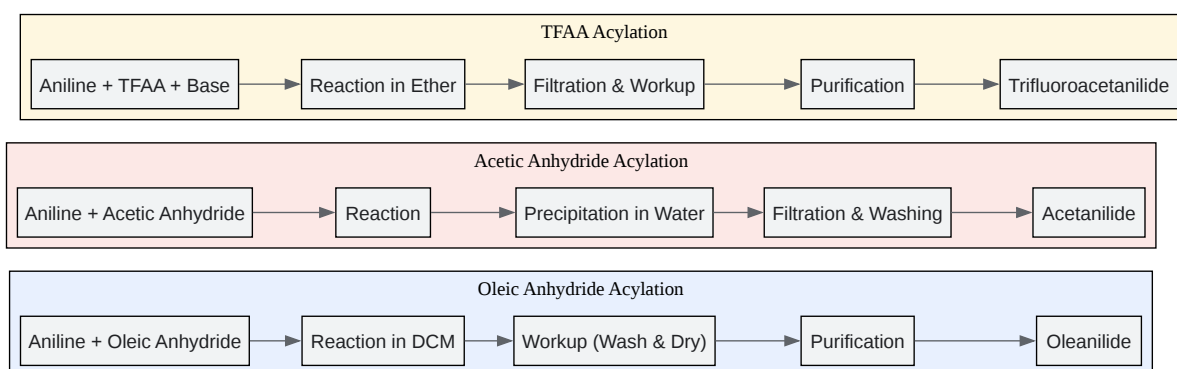 TFAA Acylation
Aniline + TFAA + Base
Reaction in Ether
Filtration & Workup
Purification
Trifluoroacetanilide
Acetic Anhydride Acylation
Aniline + Acetic Anhydride
Reaction
Precipitation in Water
Filtration & Washing
Acetanilide
Oleic Anhydride Acylation
Aniline + Oleic Anhydride
Reaction in DCM
Workup (Wash & Dry)
Purification
Oleanilide